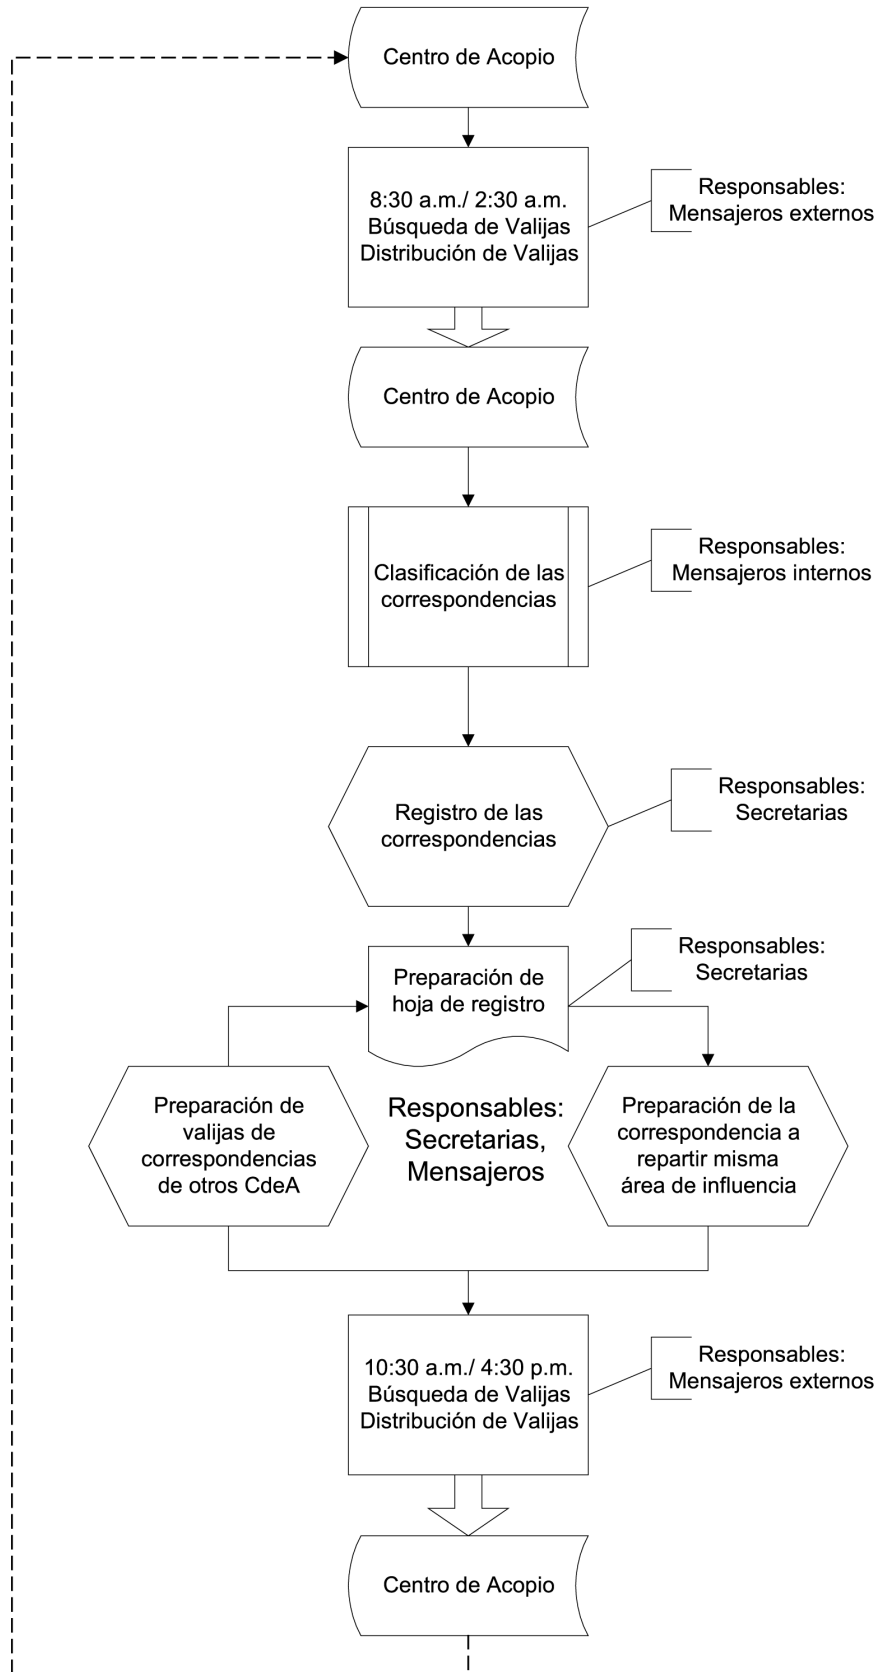 Centro de Acopio
8:30 a.m./ 2:30 a.m.
Búsqueda de Valijas
Distribución de Valijas
Responsables:
Mensajeros externos
Centro de Acopio
Clasificación de las
correspondencias
Responsables:
Mensajeros internos
Registro de las
correspondencias
Responsables:
Secretarias
Preparación de
hoja de registro
Responsables:
Secretarias
Preparación de
valijas de
correspondencias
de otros CdeA
Responsables:
Secretarias,
Mensajeros
Preparación de la
correspondencia a
repartir misma
área de influencia
10:30 a.m./ 4:30 p.m.
Búsqueda de Valijas
Distribución de Valijas
Responsables:
Mensajeros externos
Centro de Acopio